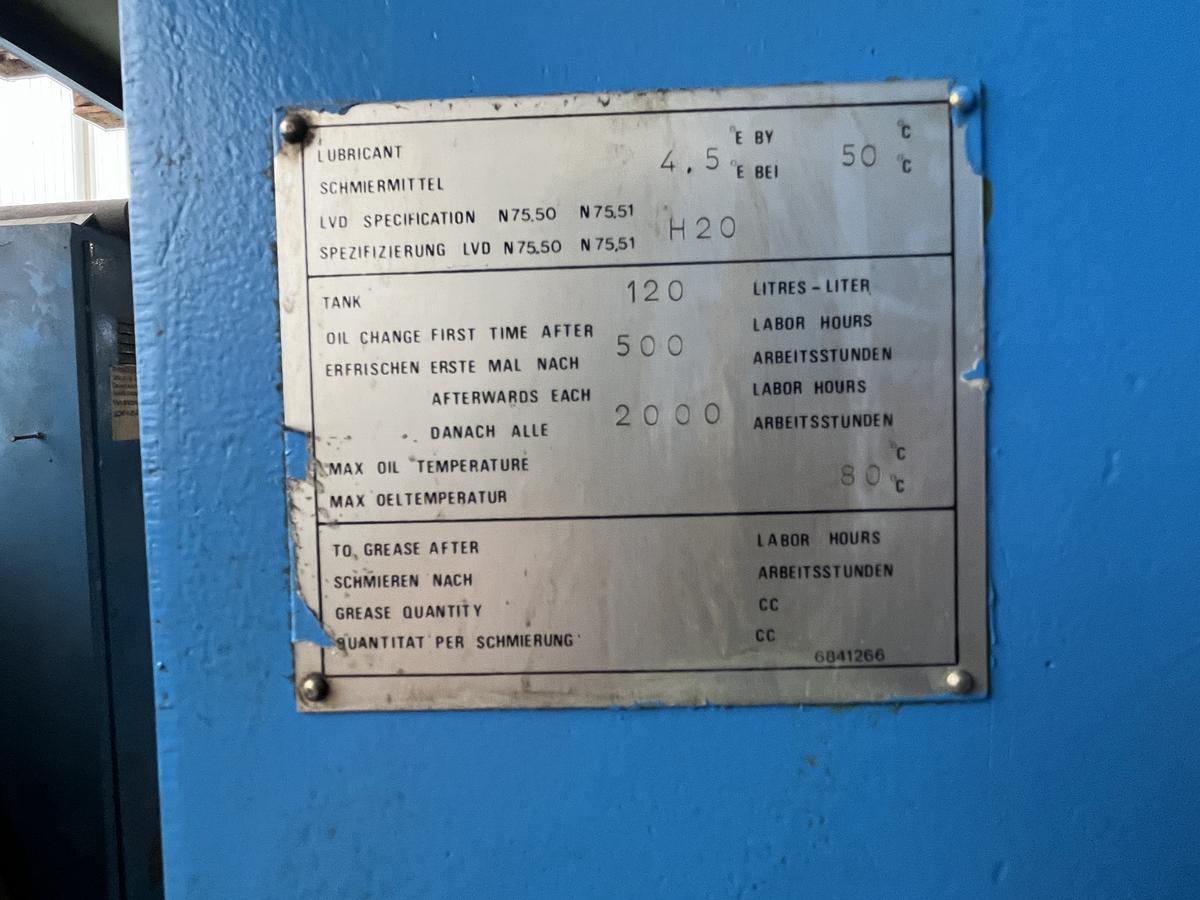 LUBRICANT 4,5 °E BY 50 °C
SCHMIERMITTEL °E BEI °C
LVD SPECIFICATION N75.50 N75.51 H20
SPEZIFIZIERUNG LVD N75.50 N75.51
TANK 120 LITRES-LITER
OIL CHANGE FIRST TIME AFTER 500 LABOR HOURS
ERFRISCHEN ERSTE MAL NACH ARBEITSSTUNDEN
AFTERWARDS EACH 2000 LABOR HOURS
DANACH ALLE ARBEITSSTUNDEN
MAX OIL TEMPERATURE 80 °C
MAX OELTEMPERATUR °C
TO GREASE AFTER LABOR HOURS
SCHMIEREN NACH ARBEITSSTUNDEN
GREASE QUANTITY CC
QUANTITAT PER SCHMIERUNG CC
6841266